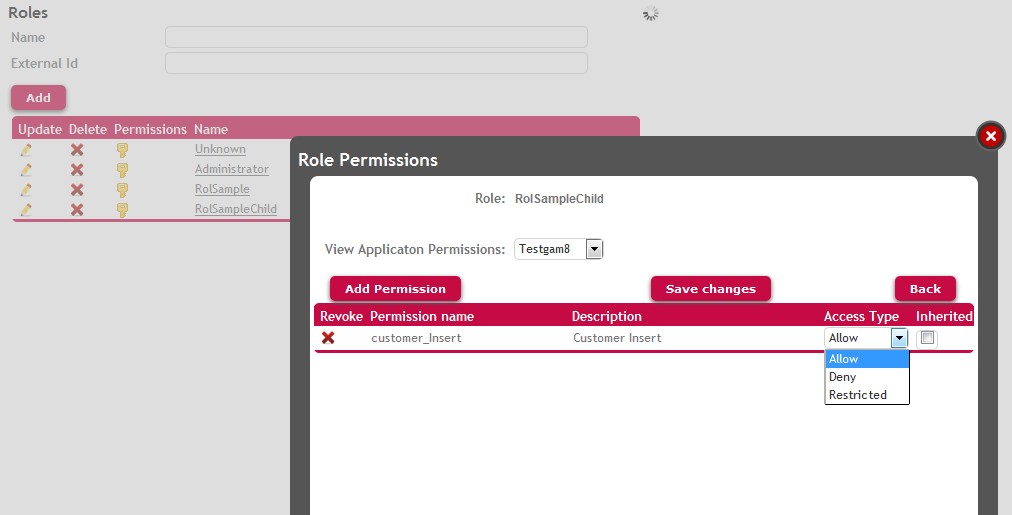 Roles
Name
External Id
Add
Update Delete Permissions Name
Unknown
Administrator
RolSample
RolSampleChild
Role Permissions
Role: RolSampleChild
View Applicaton Permissions: Testgam8
Add Permission Save changes Back
Revoke Permission name Description Access Type Inherited
customer_Insert Customer Insert Allow
Allow
Deny
Restricted